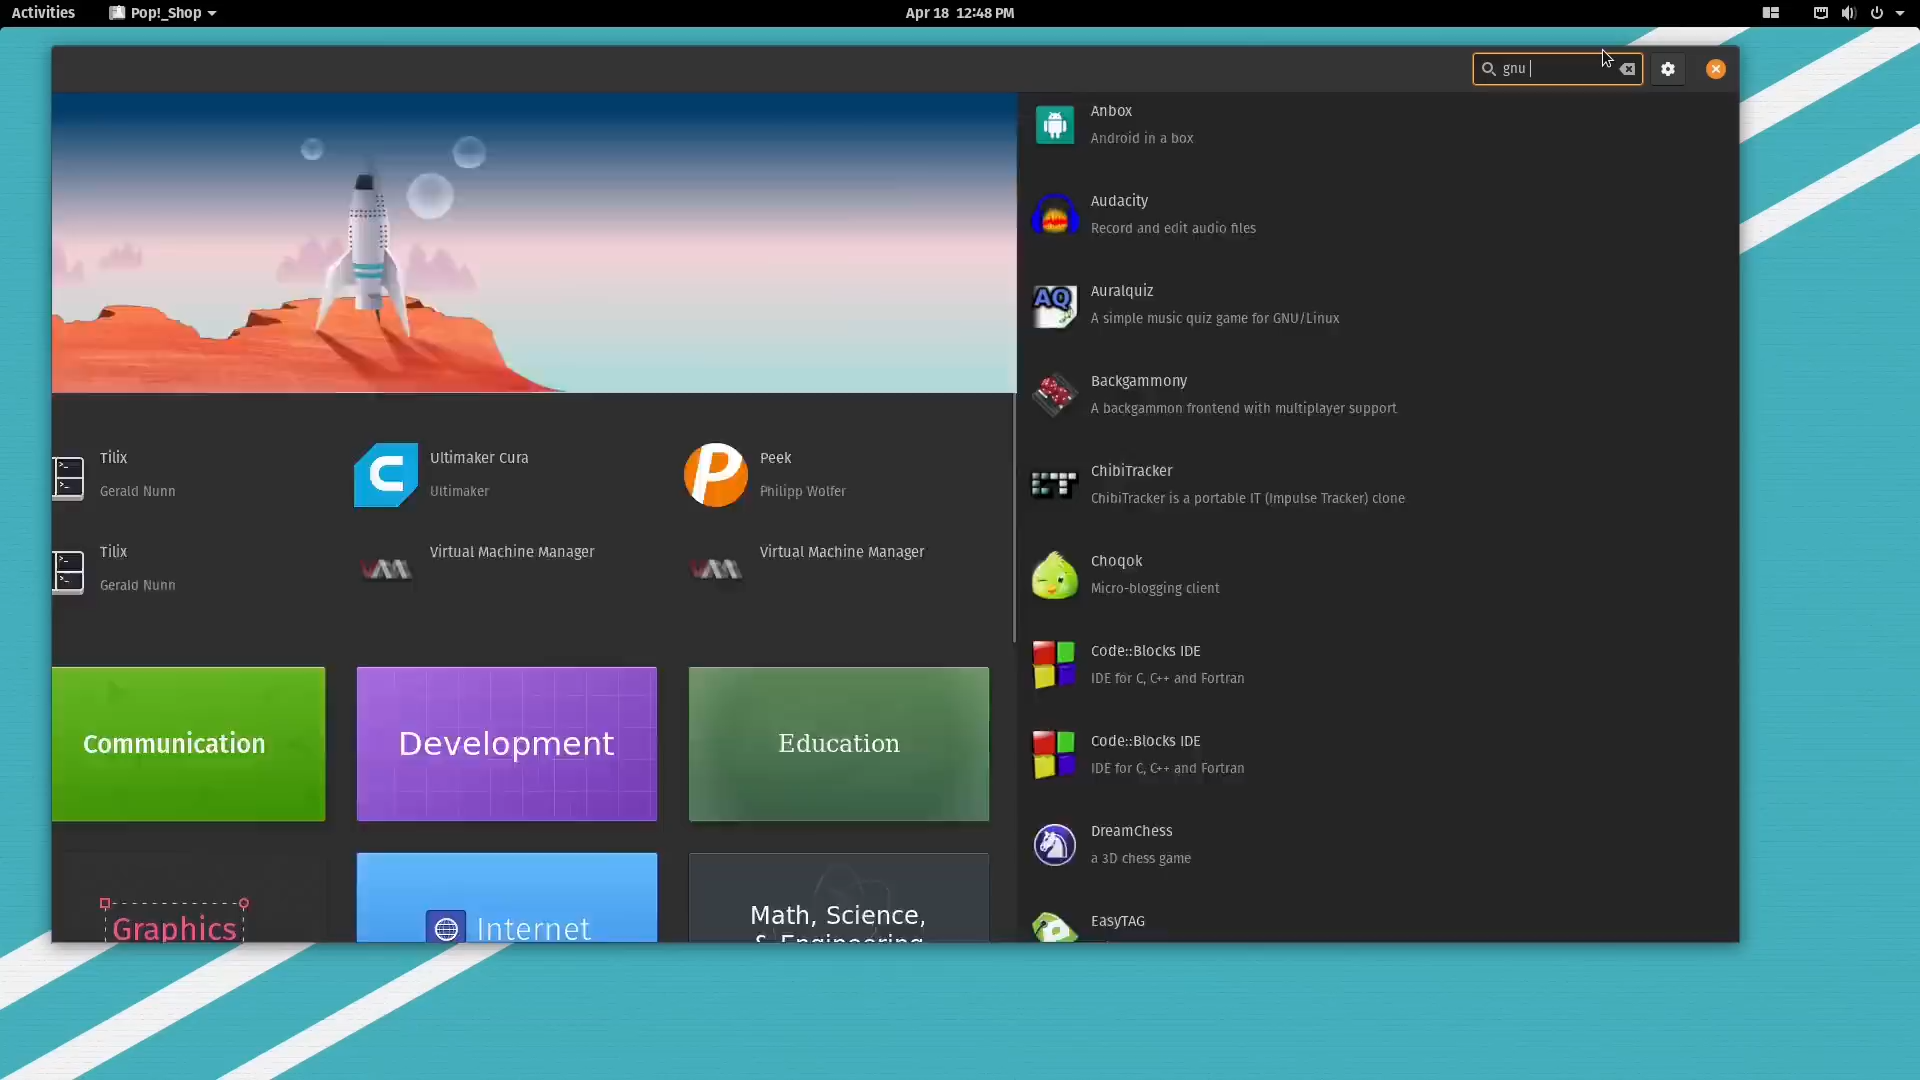 Activities
Pop!_Shop
Apr 18 12:48 PM
gnu
Tilix
Gerald Nunn
Ultimaker Cura
Ultimaker
Peek
Philipp Wolfer
Tilix
Gerald Nunn
Virtual Machine Manager
Virtual Machine Manager
Communication
Development
Education
Graphics
Internet
Math, Science,
& Engineering
Anbox
Android in a box
Audacity
Record and edit audio files
AQ
Auralquiz
A simple music quiz game for GNU/Linux
Backgammony
A backgammon frontend with multiplayer support
ChibiTracker
ChibiTracker is a portable IT (Impulse Tracker) clone
Choqok
Micro-blogging client
Code::Blocks IDE
IDE for C, C++ and Fortran
Code::Blocks IDE
IDE for C, C++ and Fortran
DreamChess
a 3D chess game
EasyTAG